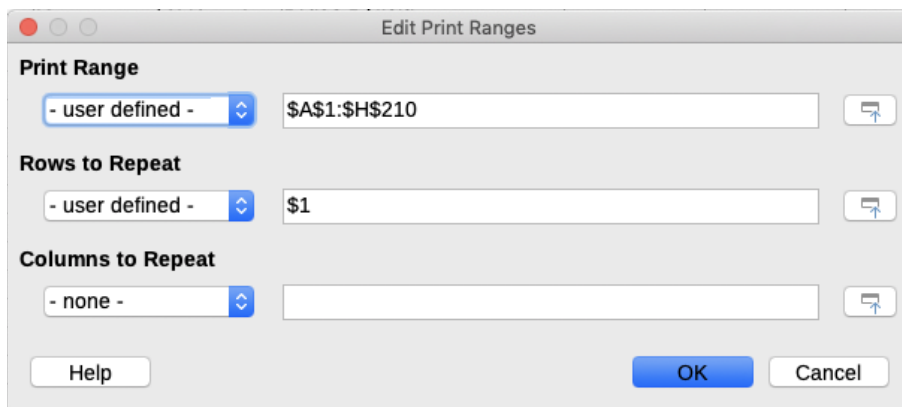 Edit Print Ranges
Print Range
- user defined - $A$1:$H$210
Rows to Repeat
- user defined - $1
Columns to Repeat
- none -
Help OK Cancel